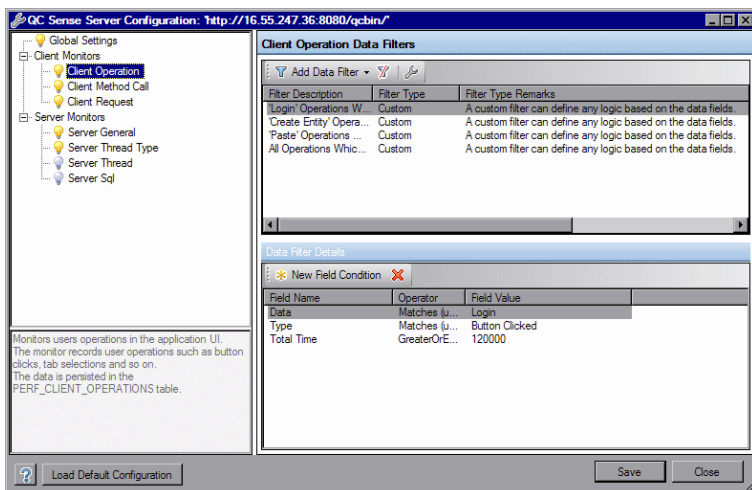 QC Sense Server Configuration: 'http://16.55.247.36:8080/qcbin/'
Global Settings
Client Monitors
Client Operation
Client Method Call
Client Request
Server Monitors
Server General
Server Thread Type
Server Thread
Server Sql
Monitors users operations in the application UI.
The monitor records user operations such as button
clicks, tab selections and so on.
The data is persisted in the
PERF_CLIENT_OPERATIONS table.
Client Operation Data Filters
Add Data Filter
Filter Description Filter Type Filter Type Remarks
'Login' Operations W... Custom A custom filter can define any logic based on the data fields.
'Create Entity' Opera... Custom A custom filter can define any logic based on the data fields.
'Paste' Operations ... Custom A custom filter can define any logic based on the data fields.
All Operations Whic... Custom A custom filter can define any logic based on the data fields.
Data Filter Details
New Field Condition
Field Name Operator Field Value
Data Matches (u... Login
Type Matches (u... Button Clicked
Total Time GreaterOrE... 120000
? Load Default Configuration Save Close